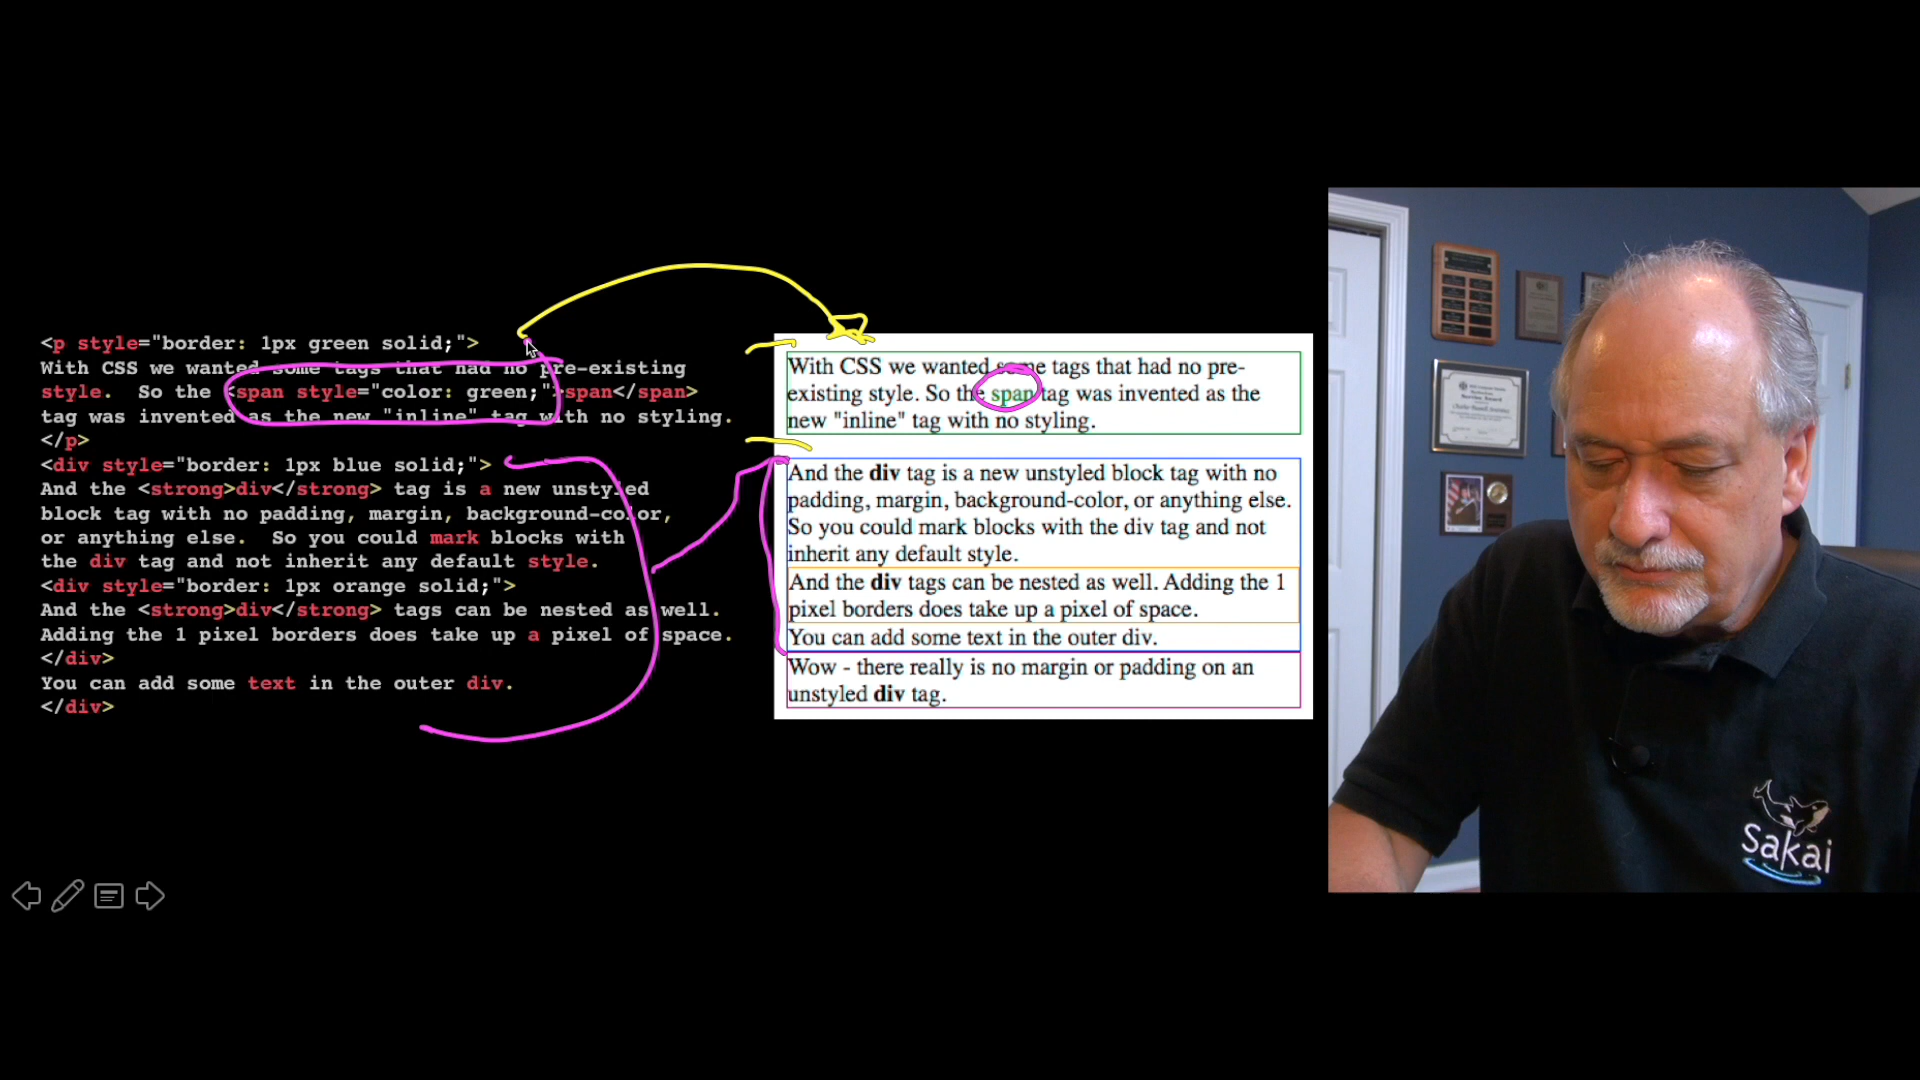 <p style="border: 1px green solid;">
With CSS we wanted some tags that had no pre-existing
style.  So the <span style="color: green;">span</span>
tag was invented as the new "inline" tag with no styling.
</p>
<div style="border: 1px blue solid;">
And the <strong>div</strong> tag is a new unstyled
block tag with no padding, margin, background-color,
or anything else.  So you could mark blocks with
the div tag and not inherit any default style.
<div style="border: 1px orange solid;">
And the <strong>div</strong> tags can be nested as well.
Adding the 1 pixel borders does take up a pixel of space.
</div>
You can add some text in the outer div.
</div>
With CSS we wanted some tags that had no pre-
existing style. So the span tag was invented as the
new "inline" tag with no styling.
And the div tag is a new unstyled block tag with no
padding, margin, background-color, or anything else.
So you could mark blocks with the div tag and not
inherit any default style.
And the div tags can be nested as well. Adding the 1
pixel borders does take up a pixel of space.
You can add some text in the outer div.
Wow - there really is no margin or padding on an
unstyled div tag.
sakai